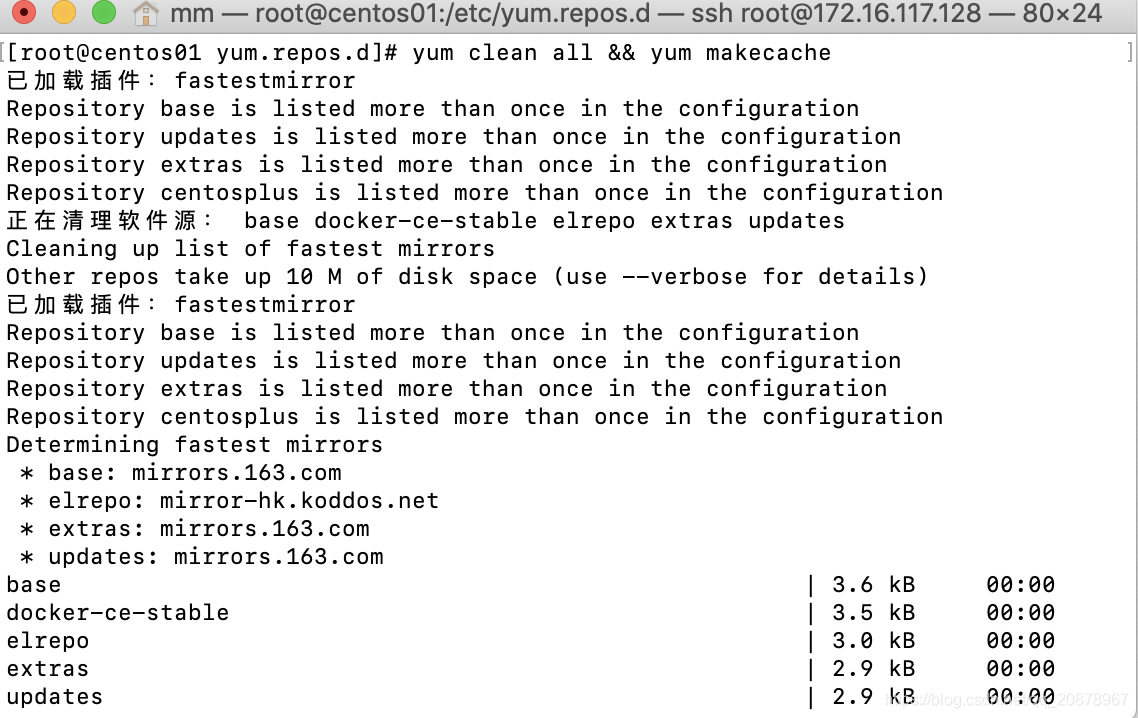 mm — root@centos01:/etc/yum.repos.d — ssh root@172.16.117.128 — 80×24
[[root@centos01 yum.repos.d]# yum clean all && yum makecache ]
已加载插件：fastestmirror
Repository base is listed more than once in the configuration
Repository updates is listed more than once in the configuration
Repository extras is listed more than once in the configuration
Repository centosplus is listed more than once in the configuration
正在清理软件源： base docker-ce-stable elrepo extras updates
Cleaning up list of fastest mirrors
Other repos take up 10 M of disk space (use --verbose for details)
已加载插件：fastestmirror
Repository base is listed more than once in the configuration
Repository updates is listed more than once in the configuration
Repository extras is listed more than once in the configuration
Repository centosplus is listed more than once in the configuration
Determining fastest mirrors
 * base: mirrors.163.com
 * elrepo: mirror-hk.koddos.net
 * extras: mirrors.163.com
 * updates: mirrors.163.com
base | 3.6 kB 00:00
docker-ce-stable | 3.5 kB 00:00
elrepo | 3.0 kB 00:00
extras | 2.9 kB 00:00
updates | 2.9 kB 00:00